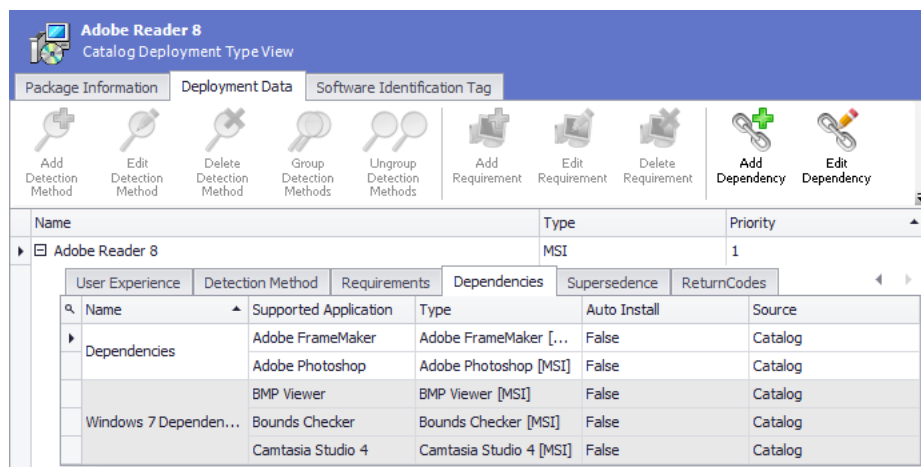 Adobe Reader 8
Catalog Deployment Type View
Package Information Deployment Data Software Identification Tag
Add Detection Method
Edit Detection Method
Delete Detection Method
Group Detection Methods
Ungroup Detection Methods
Add Requirement
Edit Requirement
Delete Requirement
Add Dependency
Edit Dependency
Name Type Priority
Adobe Reader 8 MSI 1
User Experience Detection Method Requirements Dependencies Supersedence ReturnCodes
Name Supported Application Type Auto Install Source
Dependencies
Adobe FrameMaker Adobe FrameMaker [... False Catalog
Adobe Photoshop Adobe Photoshop [MSI] False Catalog
Windows 7 Dependen...
BMP Viewer BMP Viewer [MSI] False Catalog
Bounds Checker Bounds Checker [MSI] False Catalog
Camtasia Studio 4 Camtasia Studio 4 [MSI] False Catalog